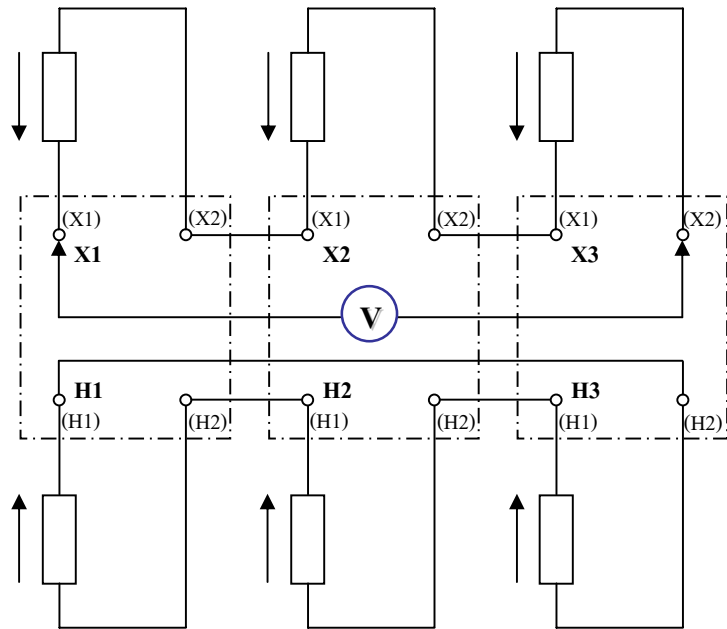 (X1) (X2) (X1) (X2) (X1) (X2)
X1 X2 X3
V
H1 H2 H3
(H1) (H2) (H1) (H2) (H1) (H2)